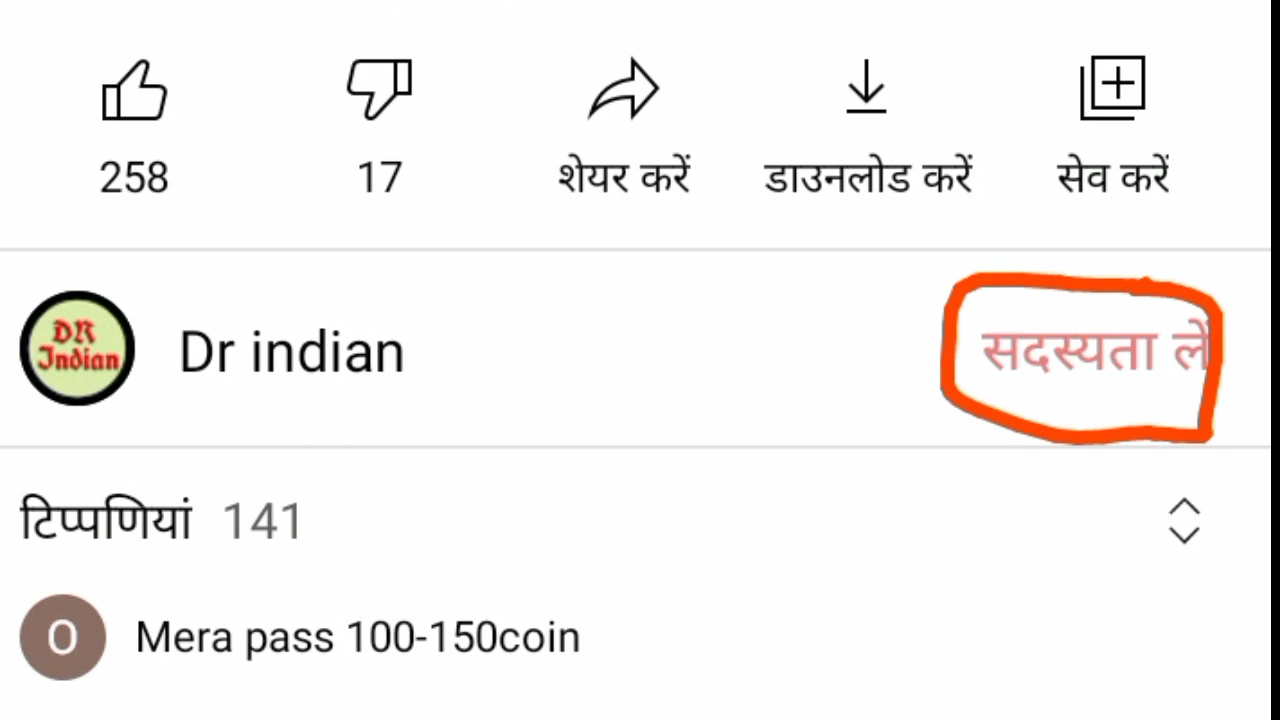 258 17 शेयर करें डाउनलोड करें सेव करें
DR
Indian
Dr indian सदस्यता लें
टिप्पणियां 141
O Mera pass 100-150coin